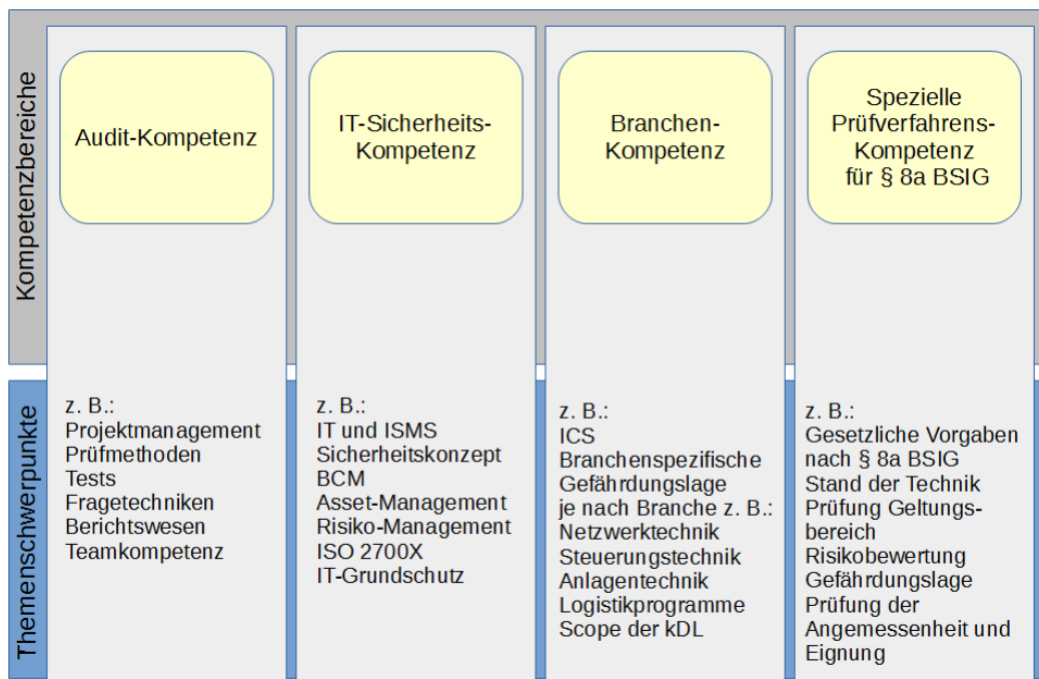 Kompetenzbereiche
Audit-Kompetenz
IT-Sicherheits-
Kompetenz
Branchen-
Kompetenz
Spezielle
Prüfverfahrens-
Kompetenz
für § 8a BSIG
Themenschwerpunkte
z. B.:
Projektmanagement
Prüfmethoden
Tests
Fragetechniken
Berichtswesen
Teamkompetenz
z. B.:
IT und ISMS
Sicherheitskonzept
BCM
Asset-Management
Risiko-Management
ISO 2700X
IT-Grundschutz
z. B.:
ICS
Branchenspezifische
Gefährdungslage
je nach Branche z. B.:
Netzwerktechnik
Steuerungstechnik
Anlagentechnik
Logistikprogramme
Scope der kDL
z. B.:
Gesetzliche Vorgaben
nach § 8a BSIG
Stand der Technik
Prüfung Geltungs-
bereich
Risikobewertung
Gefährdungslage
Prüfung der
Angemessenheit und
Eignung